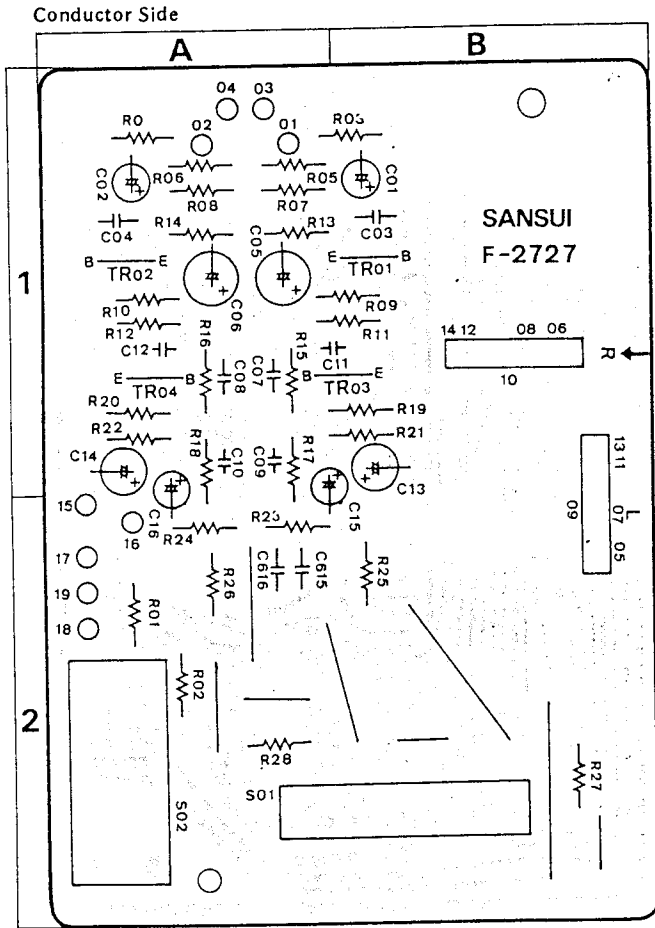 Conductor Side
A B
04 03
R0 R03
02 01
C02 R06 R05 C01
R08 R07
SANSUI
C04 R14 C05 R13 C03
F-2727
B E E B
TR02 TR01
1
R10 C06 R09
R12 R16 R15 R11
14 12 08 06
C12 C08 C07 C11 R
10
E B B E
TR04 TR03
R20 R19
R22 R21
C14 R18 C10 C09 R17 C13
13 11
15 C16 C15
09 07 L
16 R24 R23
05
17 R26 C616 C615 R25
19 R01
18
R02
2
R28
S01 R27
S02